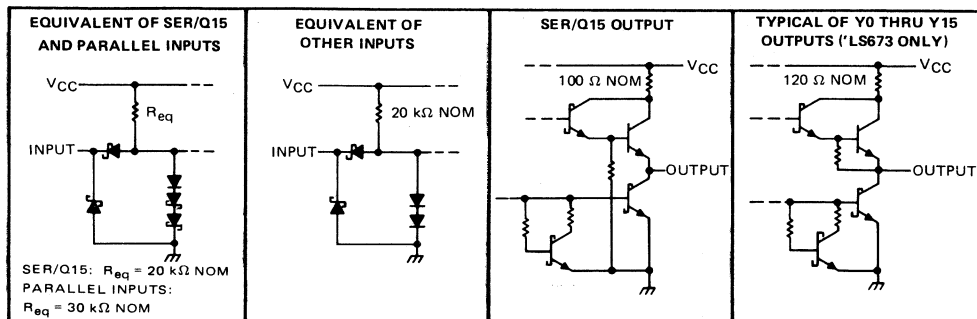 EQUIVALENT OF SER/Q15
AND PARALLEL INPUTS
VCC
Req
INPUT
SER/Q15: Req = 20 kΩ NOM
PARALLEL INPUTS:
Req = 30 kΩ NOM
EQUIVALENT OF
OTHER INPUTS
VCC
20 kΩ NOM
INPUT
SER/Q15 OUTPUT
VCC
100 Ω NOM
OUTPUT
TYPICAL OF Y0 THRU Y15
OUTPUTS ('LS673 ONLY)
VCC
120 Ω NOM
OUTPUT